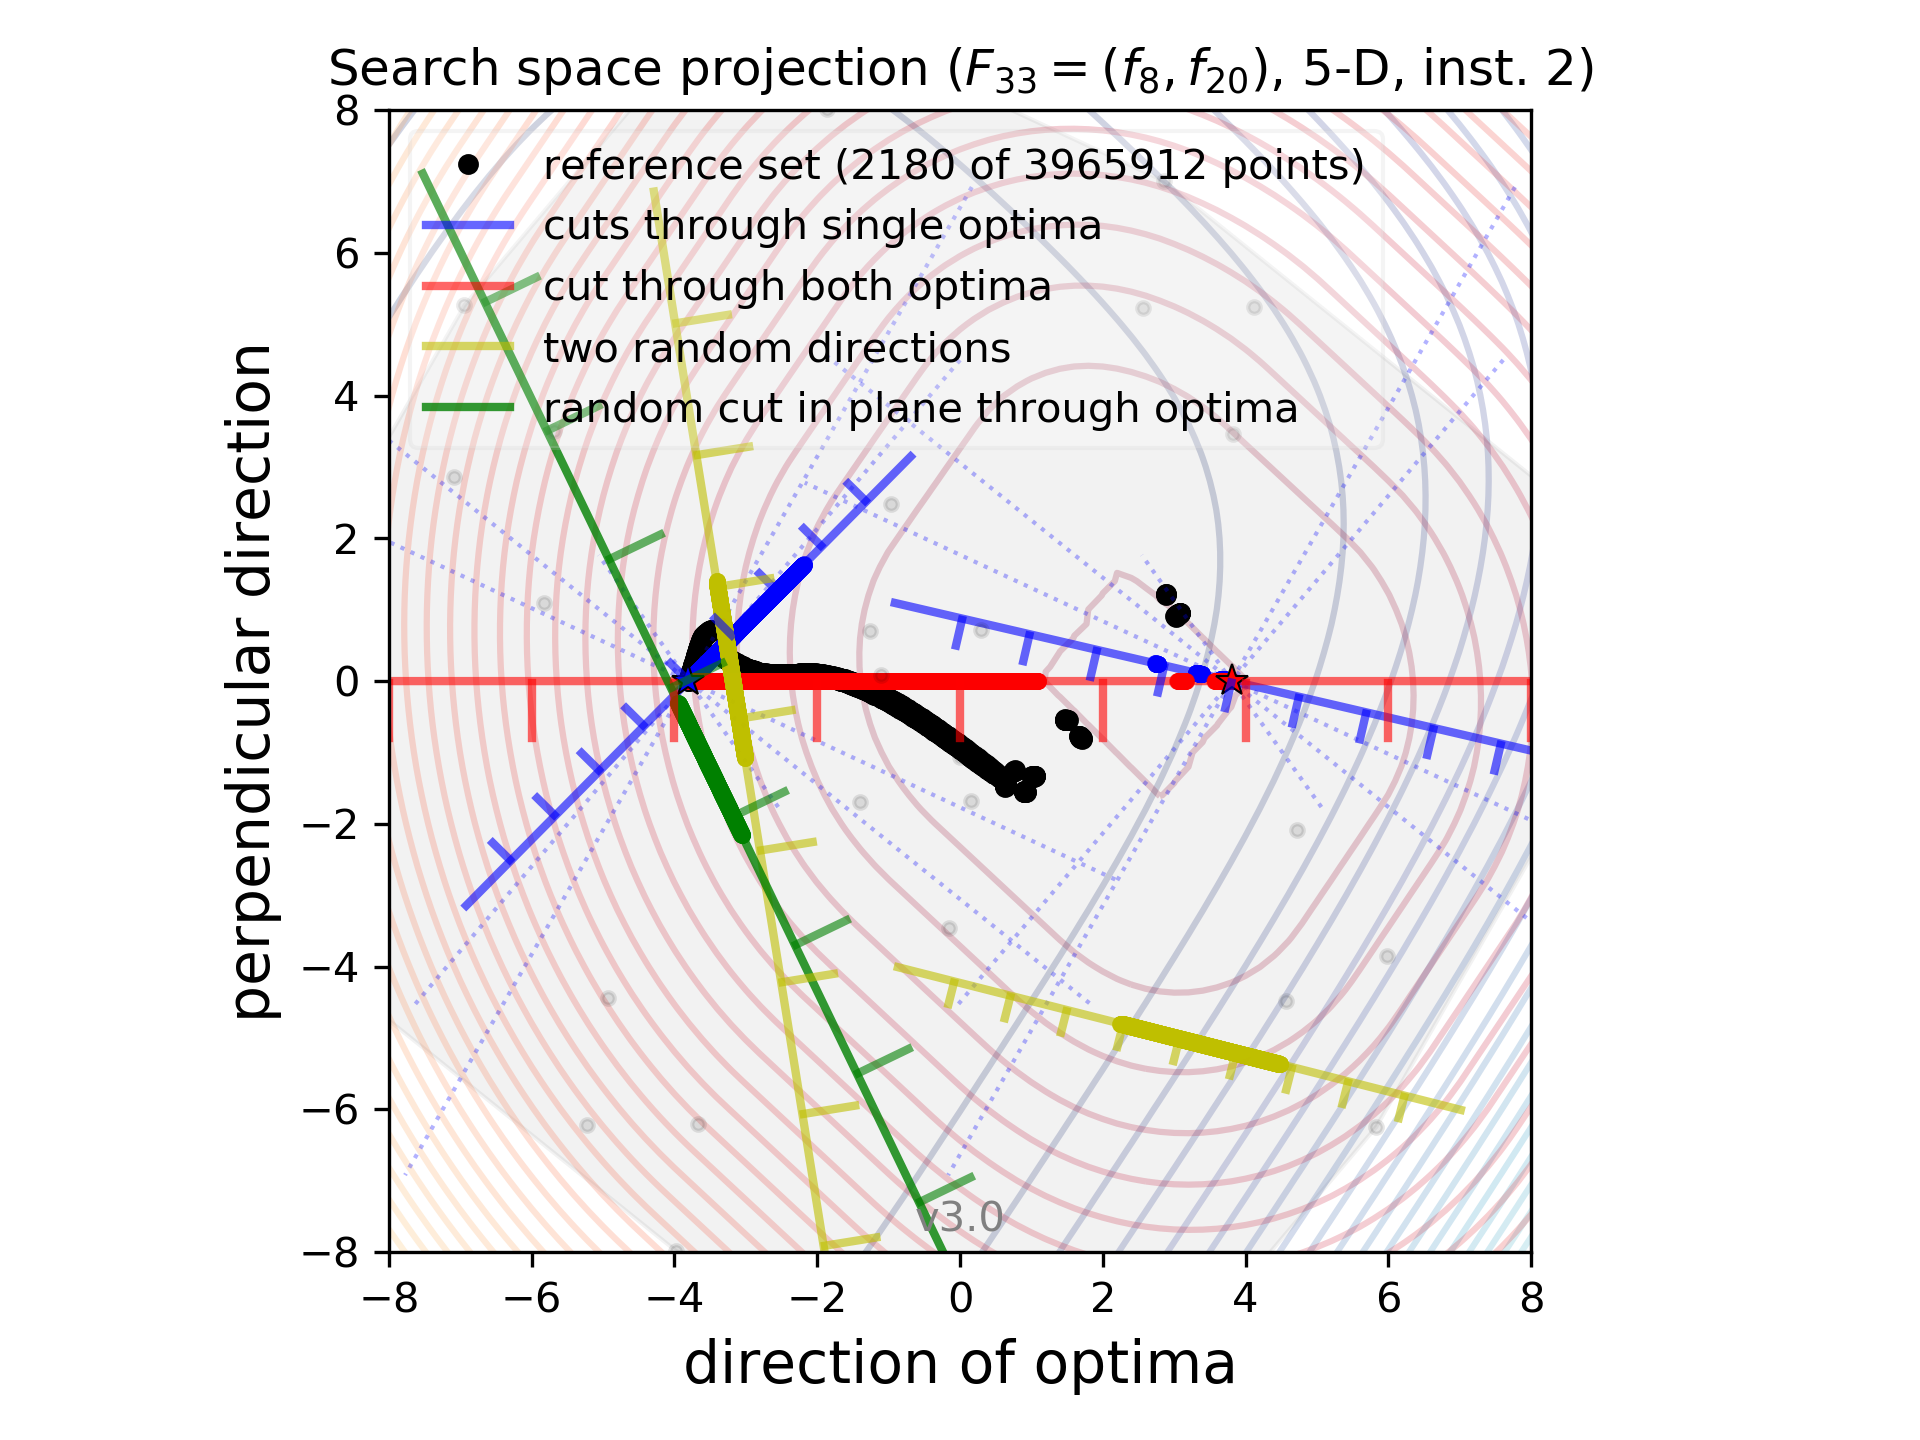 Search space projection (F₃₃ = (f₈, f₂₀), 5-D, inst. 2)
reference set (2180 of 3965912 points)
cuts through single optima
cut through both optima
two random directions
random cut in plane through optima
perpendicular direction
8
6
4
2
0
−2
−4
−6
−8
v3.0
−8 −6 −4 −2 0 2 4 6 8
direction of optima